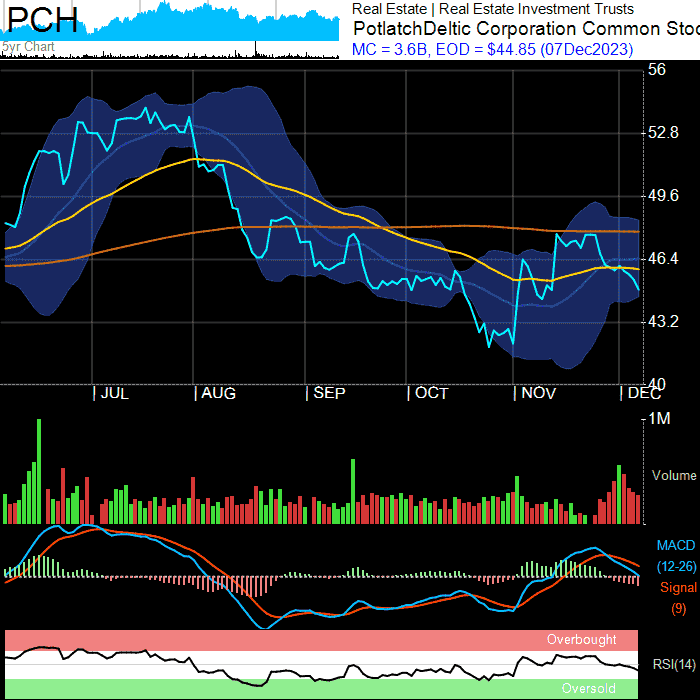 PCH
5yr Chart
Real Estate | Real Estate Investment Trusts
PotlatchDeltic Corporation Common Stoc
MC = 3.6B, EOD = $44.85 (07Dec2023)
56
52.8
49.6
46.4
43.2
40
JUL AUG SEP OCT NOV DEC
1M
Volume
MACD
(12-26)
Signal
(9)
Overbought
RSI(14)
Oversold